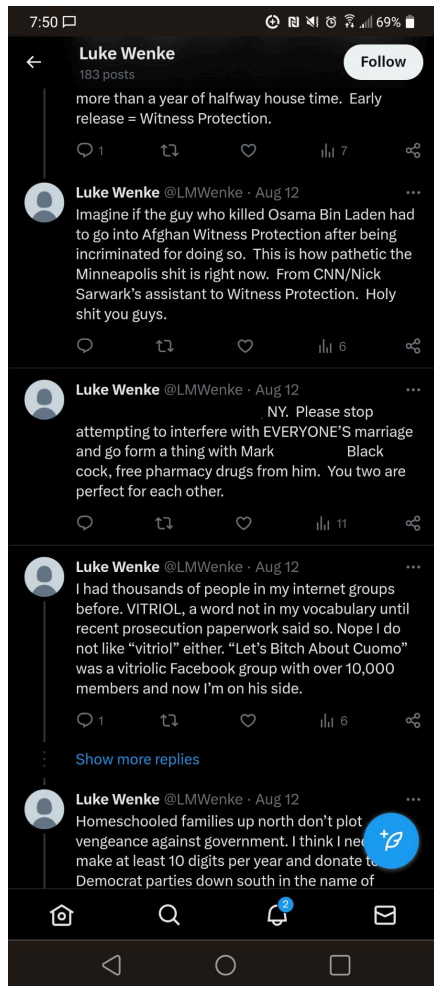 7:50 69%
Luke Wenke
183 posts
Follow
more than a year of halfway house time. Early
release = Witness Protection.
1 7
Luke Wenke @LMWenke · Aug 12
Imagine if the guy who killed Osama Bin Laden had
to go into Afghan Witness Protection after being
incriminated for doing so. This is how pathetic the
Minneapolis shit is right now. From CNN/Nick
Sarwark's assistant to Witness Protection. Holy
shit you guys.
6
Luke Wenke @LMWenke · Aug 12
NY. Please stop
attempting to interfere with EVERYONE'S marriage
and go form a thing with Mark Black
cock, free pharmacy drugs from him. You two are
perfect for each other.
11
Luke Wenke @LMWenke · Aug 12
I had thousands of people in my internet groups
before. VITRIOL, a word not in my vocabulary until
recent prosecution paperwork said so. Nope I do
not like "vitriol" either. "Let's Bitch About Cuomo"
was a vitriolic Facebook group with over 10,000
members and now I'm on his side.
1 6
Show more replies
Luke Wenke @LMWenke · Aug 12
Homeschooled families up north don't plot
vengeance against government. I think I
make at least 10 digits per year and donate
Democrat parties down south in the name of
2